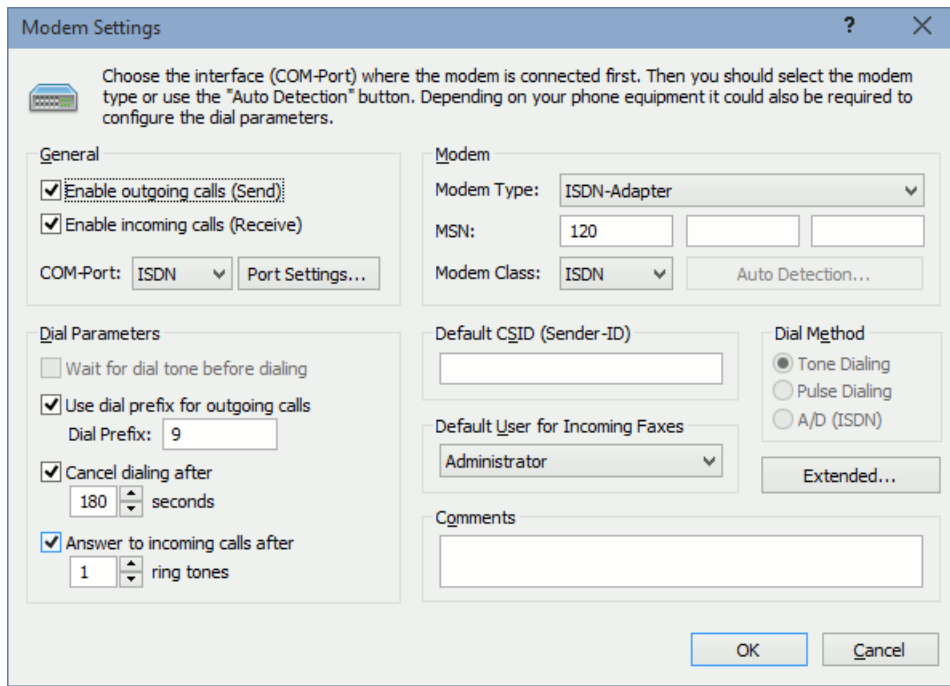 Modem Settings
?
Choose the interface (COM-Port) where the modem is connected first. Then you should select the modem
type or use the "Auto Detection" button. Depending on your phone equipment it could also be required to
configure the dial parameters.
General
Enable outgoing calls (Send)
Enable incoming calls (Receive)
COM-Port: ISDN Port Settings...
Modem
Modem Type: ISDN-Adapter
MSN: 120
Modem Class: ISDN Auto Detection...
Dial Parameters
Wait for dial tone before dialing
Use dial prefix for outgoing calls
Dial Prefix: 9
Cancel dialing after
180 seconds
Answer to incoming calls after
1 ring tones
Default CSID (Sender-ID)
Default User for Incoming Faxes
Administrator
Dial Method
Tone Dialing
Pulse Dialing
A/D (ISDN)
Extended...
Comments
OK Cancel